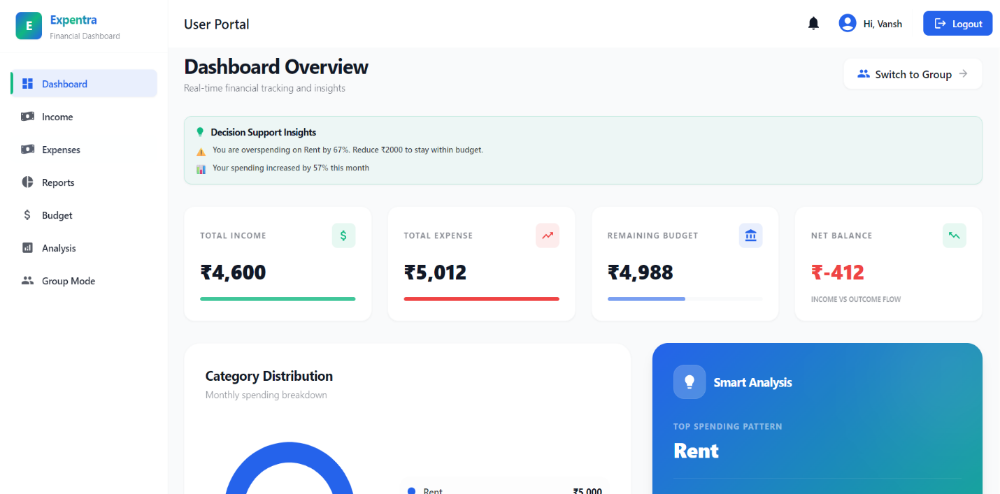 E
Expentra
Financial Dashboard
User Portal
Hi, Vansh
Logout
Dashboard
Income
Expenses
Reports
$ Budget
Analysis
Group Mode
Dashboard Overview
Real-time financial tracking and insights
Switch to Group
Decision Support Insights
You are overspending on Rent by 67%. Reduce ₹2000 to stay within budget.
Your spending increased by 57% this month
TOTAL INCOME
$
₹4,600
TOTAL EXPENSE
₹5,012
REMAINING BUDGET
₹4,988
NET BALANCE
₹-412
INCOME VS OUTCOME FLOW
Category Distribution
Monthly spending breakdown
Rent ₹5,000
Smart Analysis
TOP SPENDING PATTERN
Rent